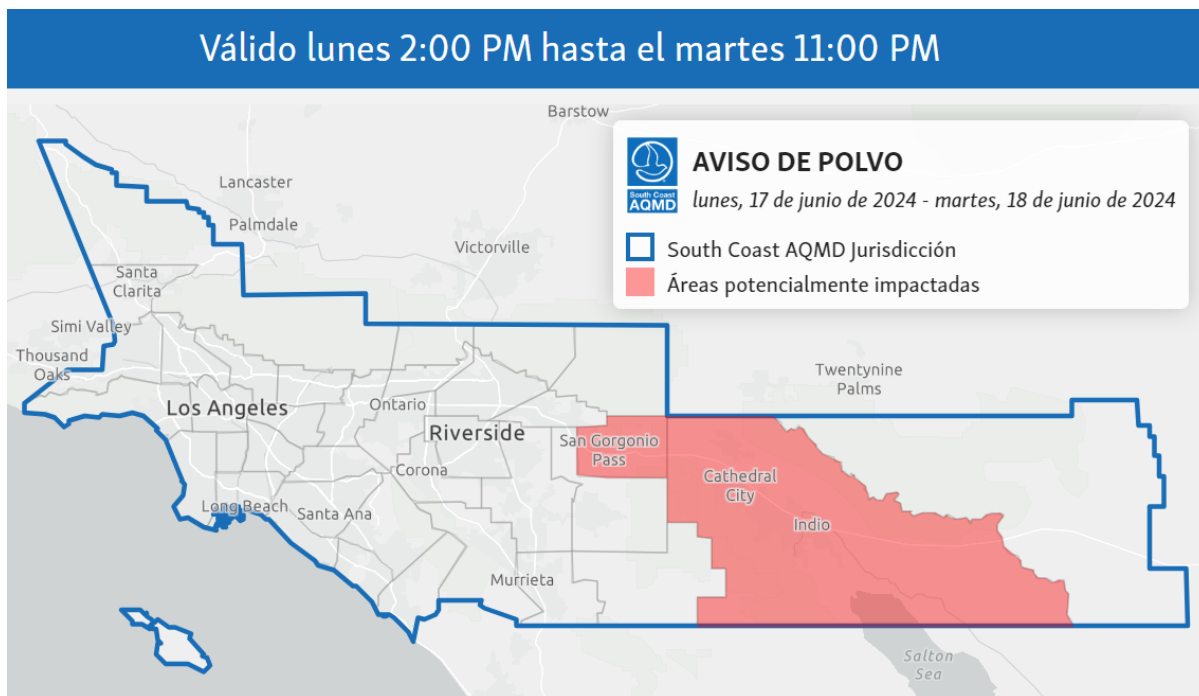 Válido lunes 2:00 PM hasta el martes 11:00 PM
Barstow
AVISO DE POLVO
South Coast
AQMD
lunes, 17 de junio de 2024 - martes, 18 de junio de 2024
South Coast AQMD Jurisdicción
Áreas potencialmente impactadas
Lancaster
Palmdale
Victorville
Santa
Clarita
Simi Valley
Thousand
Oaks
Twentynine
Palms
Los Angeles
Ontario
Riverside
San Gorgonio
Pass
Corona
Cathedral
City
Long Beach
Santa Ana
Indio
Murrieta
Salton
Sea